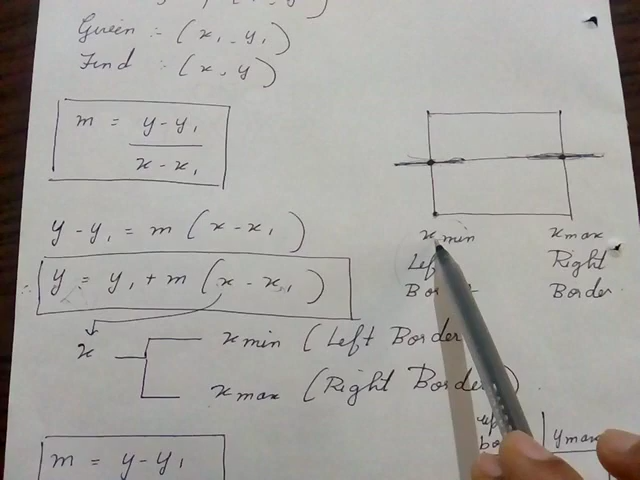 Given :- (x₁, y₁)
Find :- (x, y)
m = y - y₁
x - x₁
y - y₁ = m (x - x₁)
∴ y = y₁ + m (x - x₁)
x
xmin (Left Border
xmax (Right Border)
m = y - y₁
xmin
Left
Border
xmax
Right
Border
ymax